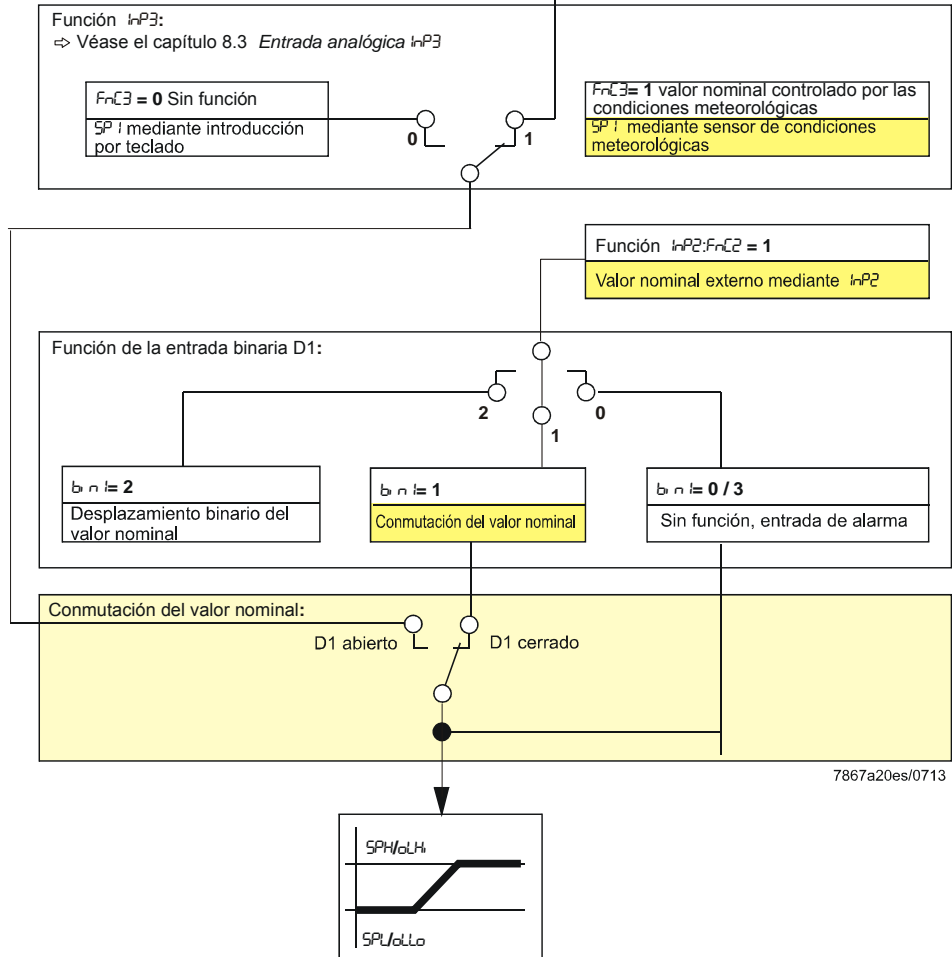 Función InP3:
⇨ Véase el capítulo 8.3 Entrada analógica InP3
FnC3 = 0 Sin función
SP1 mediante introducción
por teclado
0
1
FnC3= 1 valor nominal controlado por las
condiciones meteorológicas
SP1 mediante sensor de condiciones
meteorológicas
Función InP2:FnC2 = 1
Valor nominal externo mediante InP2
Función de la entrada binaria D1:
2
1
0
bin1= 2
Desplazamiento binario del
valor nominal
bin1= 1
Conmutación del valor nominal
bin1= 0 / 3
Sin función, entrada de alarma
Conmutación del valor nominal:
D1 abierto
D1 cerrado
7867a20es/0713
SPH/oLHi
SPL/oLLo